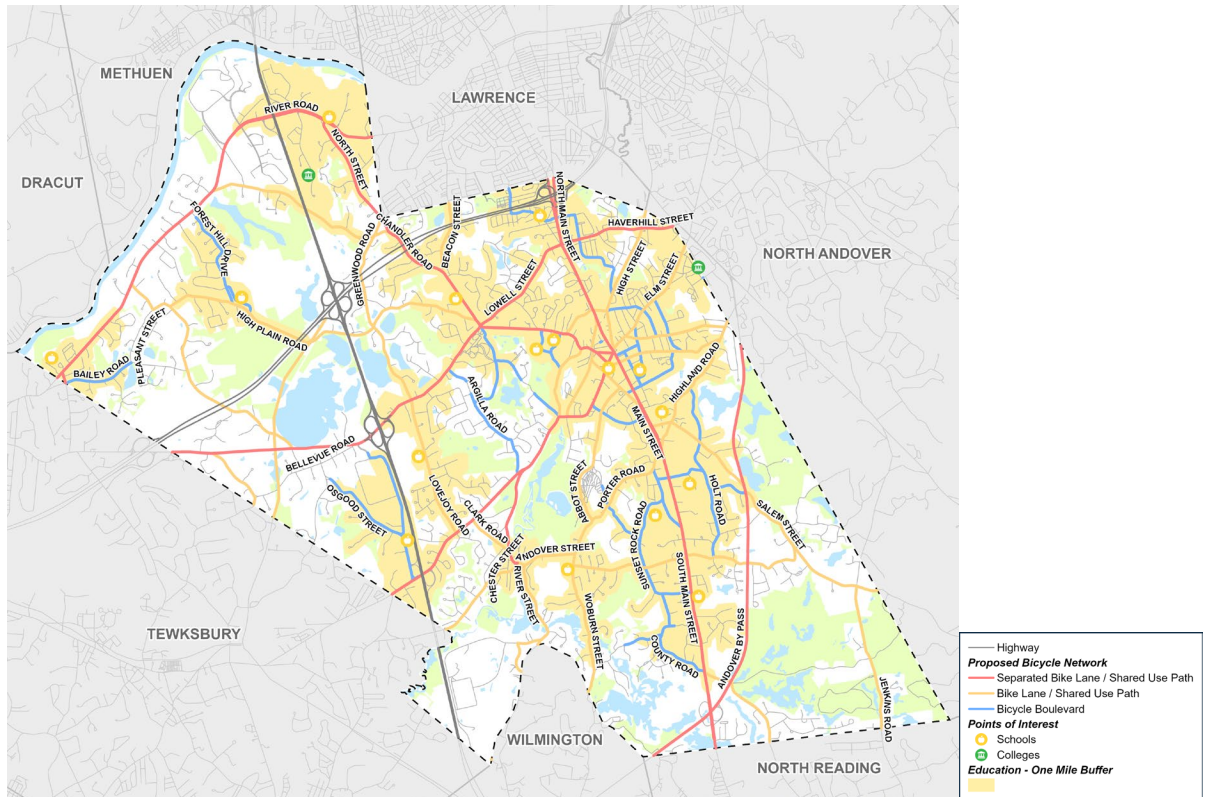 METHUEN
LAWRENCE
RIVER ROAD
NORTH STREET
DRACUT
NORTH MAIN STREET
FOREST HILL DRIVE
GREENWOOD ROAD
CHANDLER ROAD
BEACON STREET
HAVERHILL STREET
HIGH STREET
NORTH ANDOVER
ELM STREET
LOWELL STREET
HIGH PLAIN ROAD
PLEASANT STREET
BAILEY ROAD
HIGHLAND ROAD
ARGILLA ROAD
MAIN STREET
BELLEVUE ROAD
OSGOOD STREET
LOVEJOY ROAD
ABBOT STREET
PORTER ROAD
HOLT ROAD
SALEM STREET
CLARK ROAD
CHESTER STREET
ANDOVER STREET
SUNSET ROCK ROAD
RIVER STREET
SOUTH MAIN STREET
WOBURN STREET
TEWKSBURY
COUNTY ROAD
ANDOVER BY PASS
JENKINS ROAD
WILMINGTON
NORTH READING
Highway
Proposed Bicycle Network
Separated Bike Lane / Shared Use Path
Bike Lane / Shared Use Path
Bicycle Boulevard
Points of Interest
Schools
Colleges
Education - One Mile Buffer